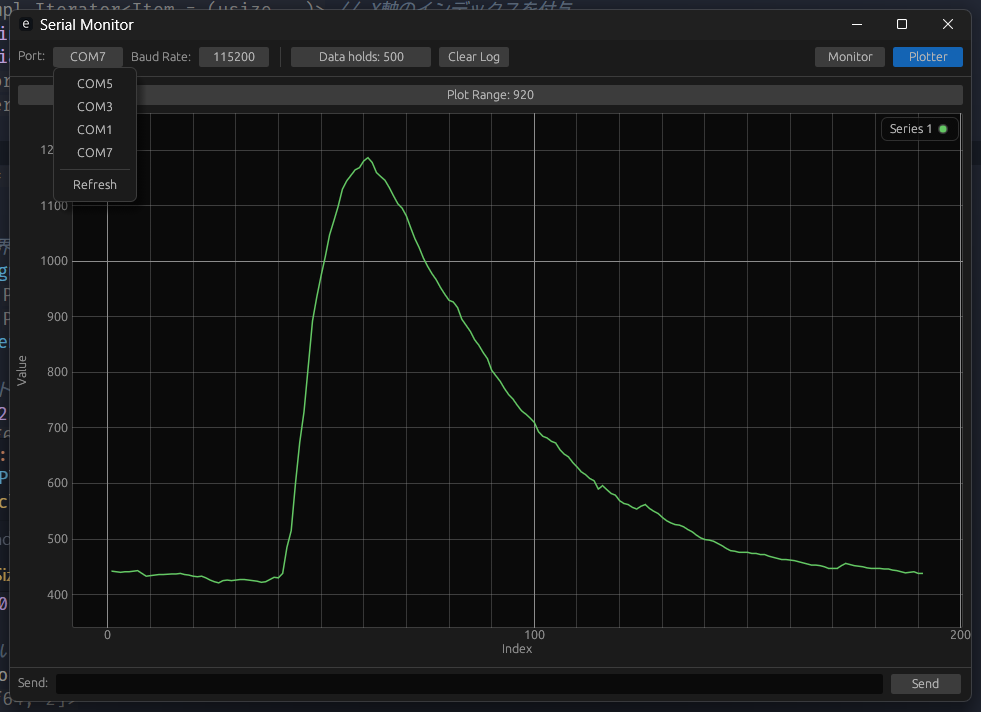 Serial Monitor
Port: COM7 Baud Rate: 115200 Data holds: 500 Clear Log Monitor Plotter
COM5
COM3
COM1
COM7
Refresh
Plot Range: 920
Series 1
1100
1000
900
800
700
600
500
400
Value
0 100 200
Index
Send: Send